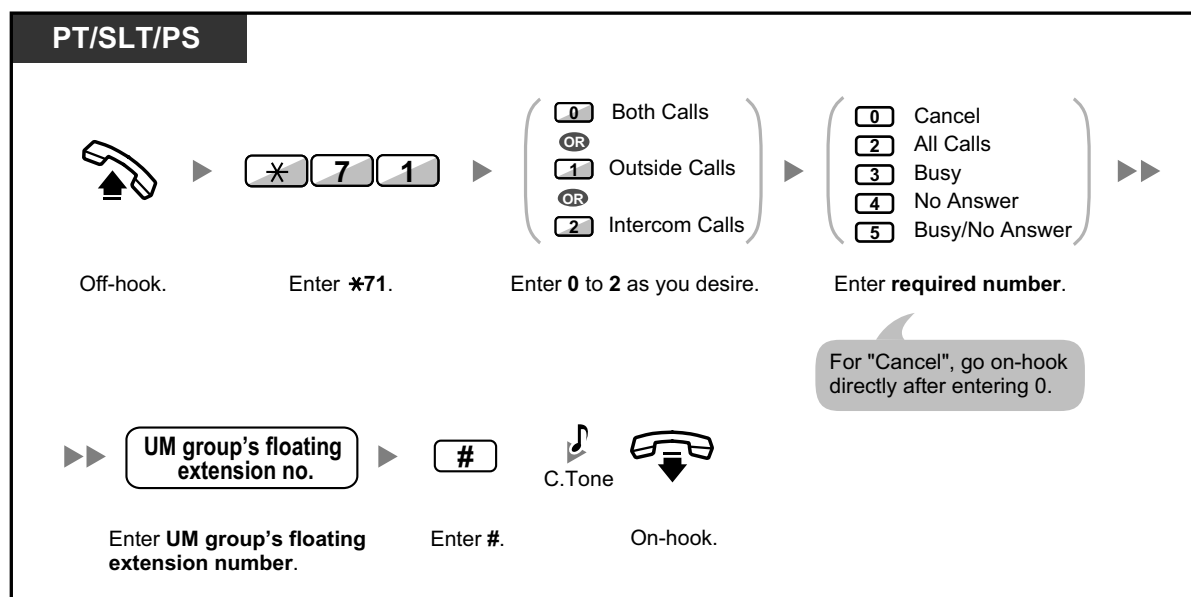 PT/SLT/PS
0 Both Calls
OR
1 Outside Calls
OR
2 Intercom Calls
0 Cancel
2 All Calls
3 Busy
4 No Answer
5 Busy/No Answer
* 7 1
Off-hook.
Enter *71.
Enter 0 to 2 as you desire.
Enter required number.
For "Cancel", go on-hook
directly after entering 0.
UM group's floating
extension no.
#
C.Tone
Enter UM group's floating
extension number.
Enter #.
On-hook.